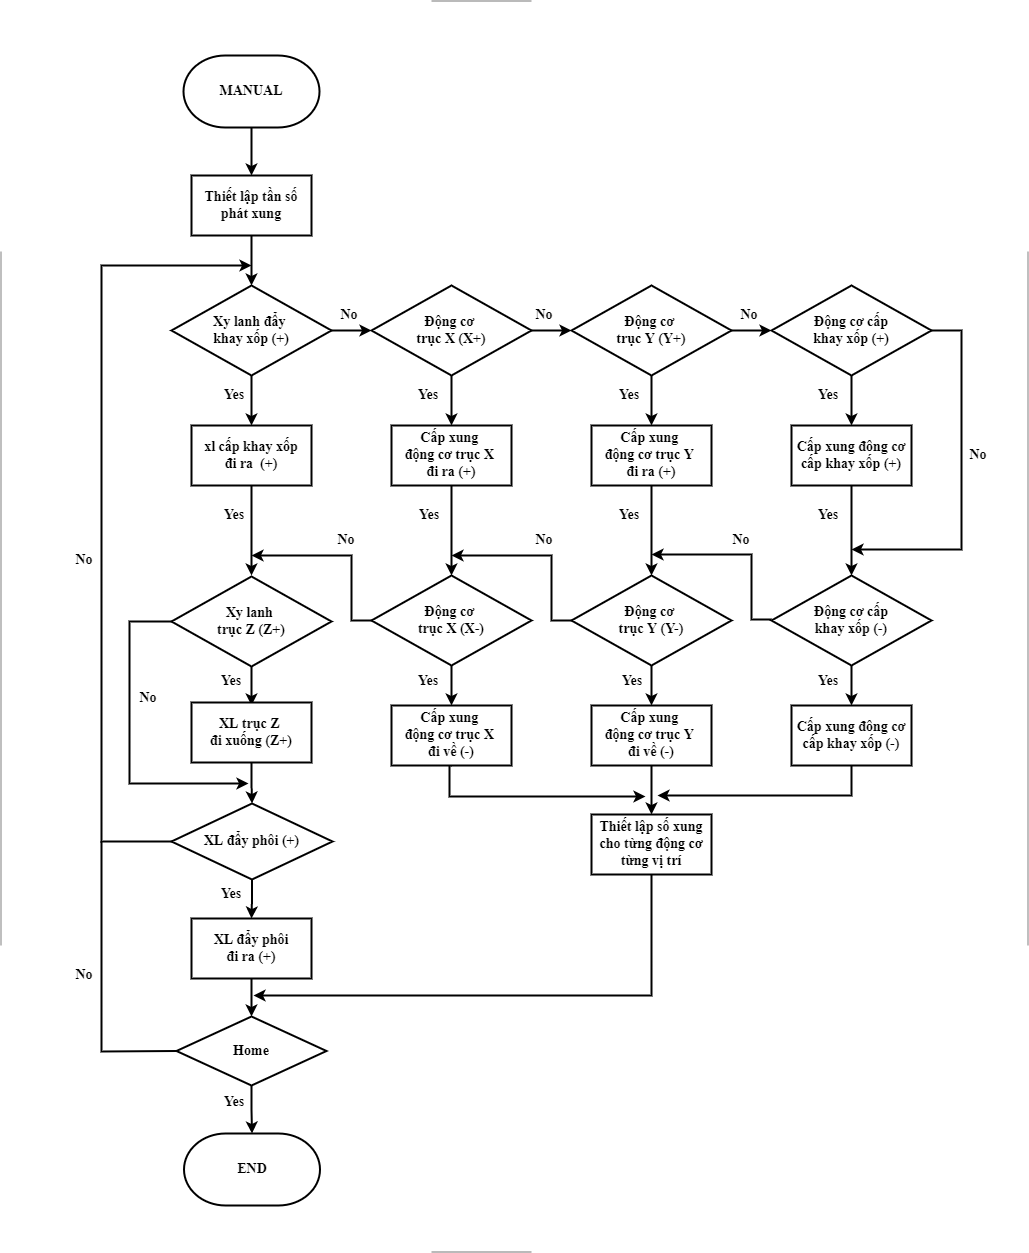 MANUAL
Thiết lập tần số
phát xung
Xy lanh đẩy
khay xốp (+)
No
Động cơ
trục X (X+)
No
Động cơ
trục Y (Y+)
No
Động cơ cấp
khay xốp (+)
Yes
Yes
Yes
Yes
No
xl cấp khay xốp
đi ra (+)
Cấp xung
động cơ trục X
đi ra (+)
Cấp xung
động cơ trục Y
đi ra (+)
Cấp xung đông cơ
cấp khay xốp (+)
Yes
Yes
Yes
Yes
No
No
No
No
Xy lanh
trục Z (Z+)
Động cơ
trục X (X-)
Động cơ
trục Y (Y-)
Động cơ cấp
khay xốp (-)
Yes
Yes
Yes
Yes
No
XL trục Z
đi xuống (Z+)
Cấp xung
động cơ trục X
đi về (-)
Cấp xung
động cơ trục Y
đi về (-)
Cấp xung đông cơ
cấp khay xốp (-)
XL đẩy phôi (+)
Thiết lập số xung
cho từng động cơ
từng vị trí
Yes
XL đẩy phôi
đi ra (+)
No
Home
Yes
END